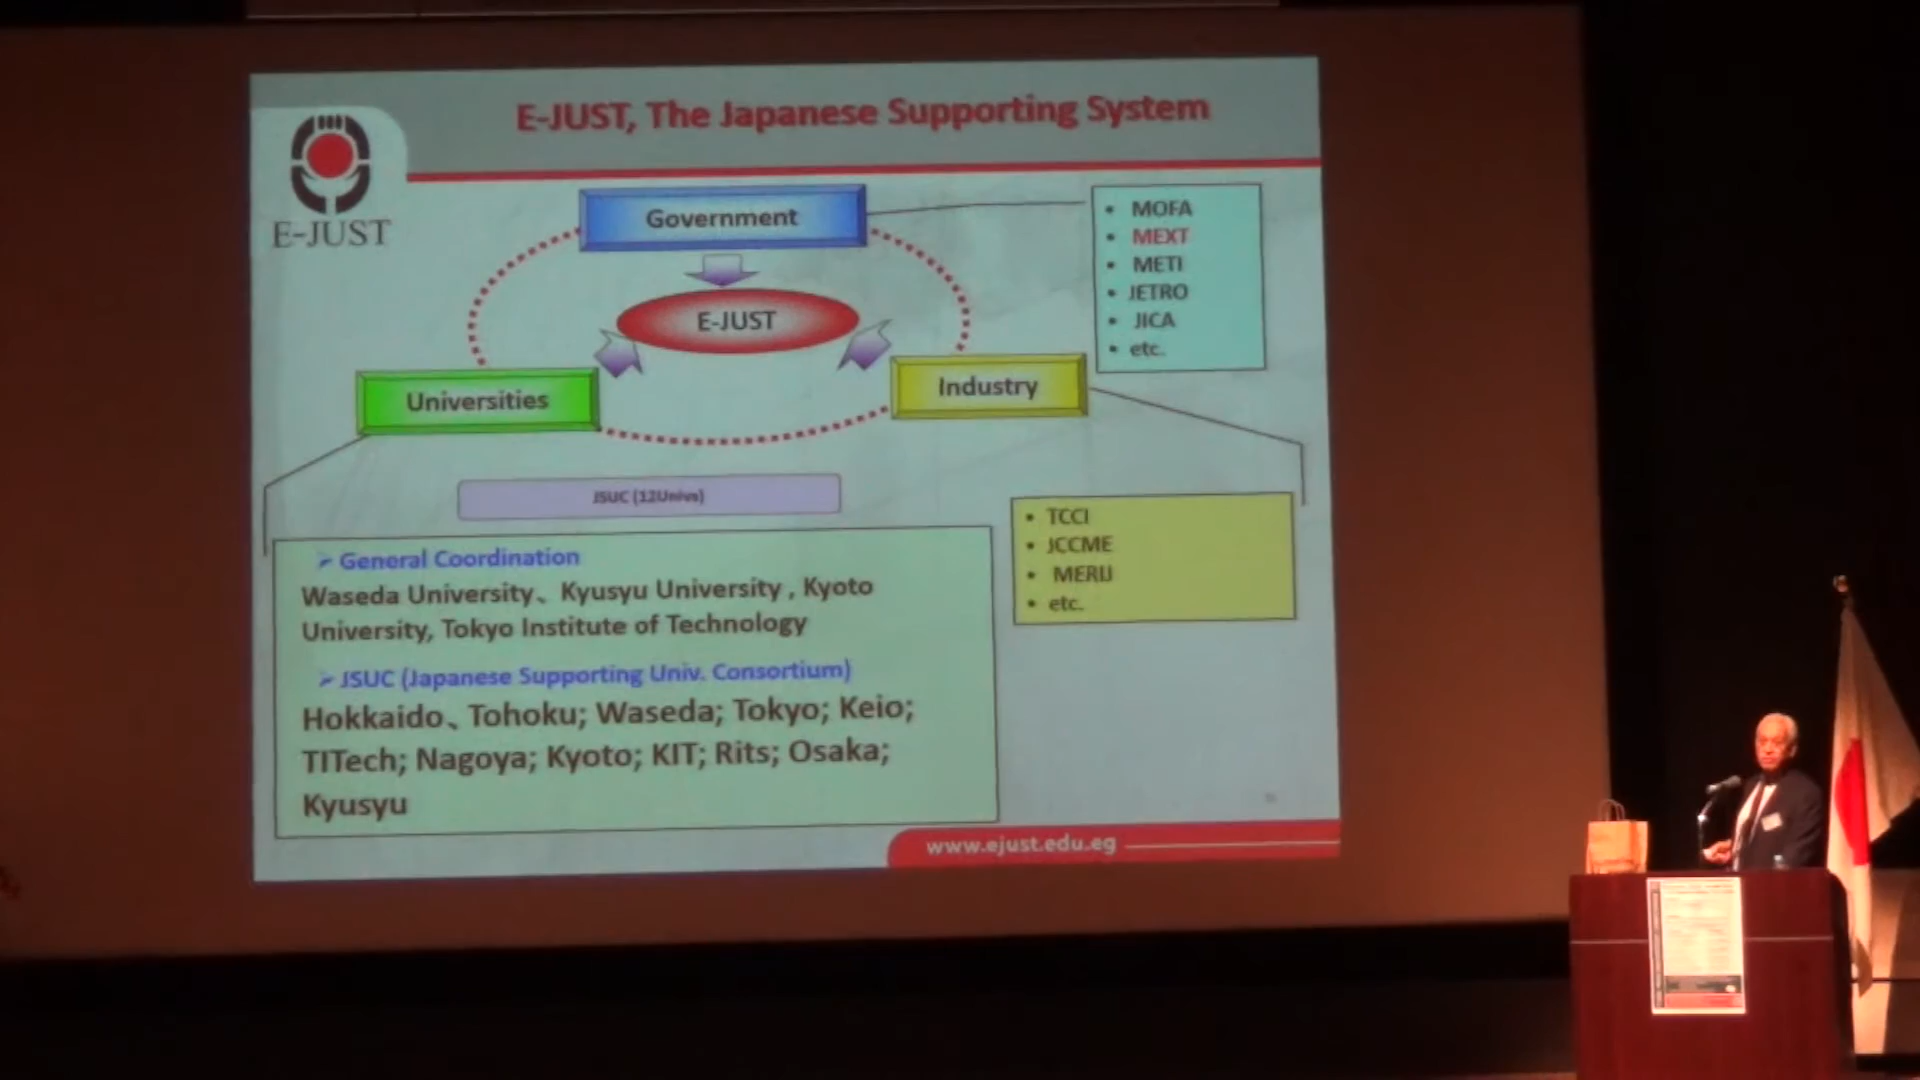 E-JUST, The Japanese Supporting System
E-JUST
Government
E-JUST
Universities
Industry
• MOFA
• MEXT
• METI
• JETRO
• JICA
• etc.
JSUC (12Univs)
➢ General Coordination
Waseda University、Kyusyu University , Kyoto
University, Tokyo Institute of Technology
➢ JSUC (Japanese Supporting Univ. Consortium)
Hokkaido、Tohoku; Waseda; Tokyo; Keio;
TITech; Nagoya; Kyoto; KIT; Rits; Osaka;
Kyusyu
• TCCI
• JCCME
• MERIJ
• etc.
www.ejust.edu.eg